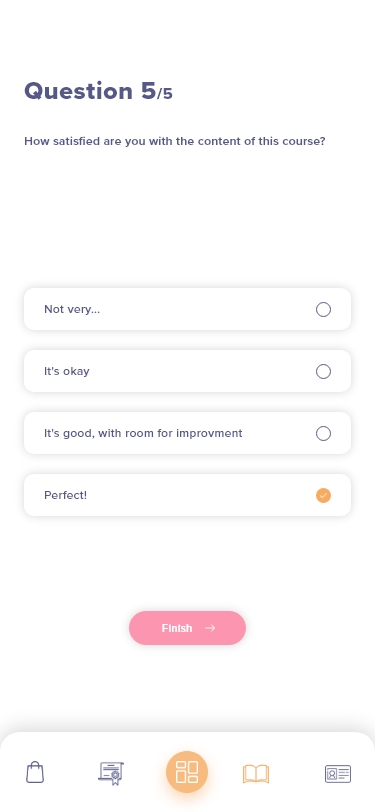 Question 5/5
How satisfied are you with the content of this course?
Not very...
It's okay
It's good, with room for improvment
Perfect!
Finish